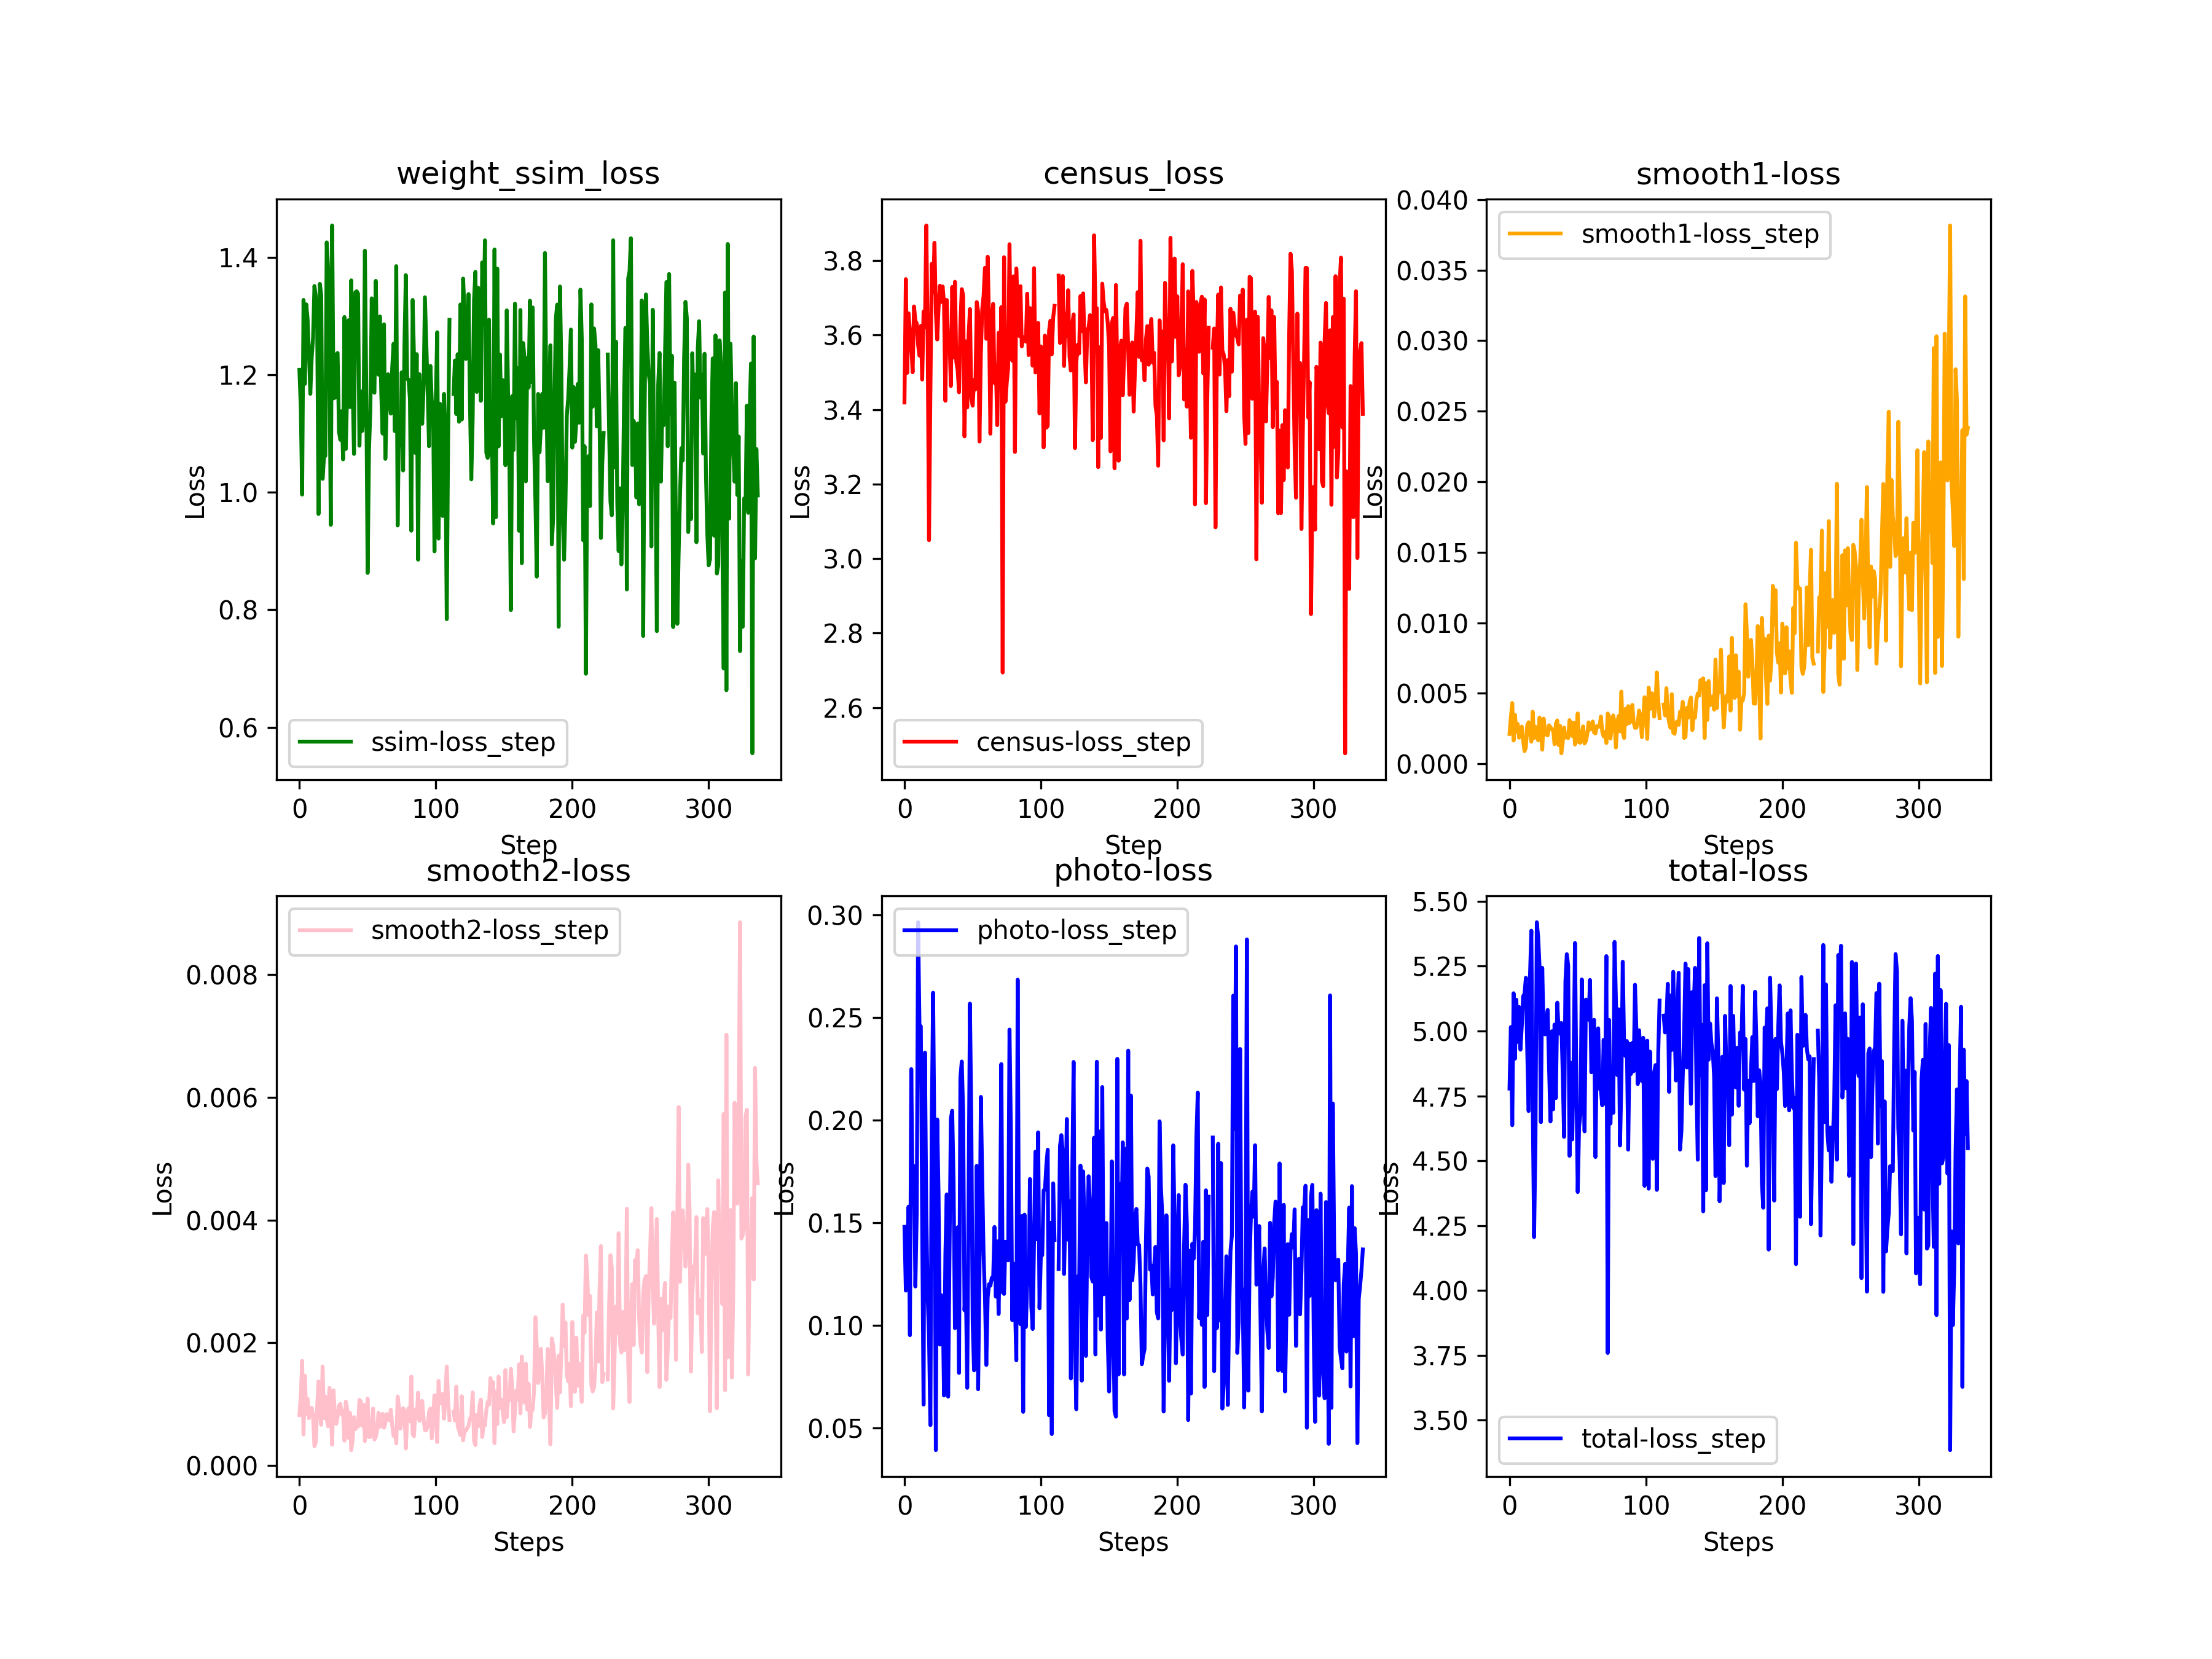 weight_ssim_loss
census_loss
smooth1-loss
Loss
1.4
1.2
1.0
0.8
0.6
ssim-loss_step
0
100
200
300
Step
Loss
3.8
3.6
3.4
3.2
3.0
2.8
2.6
census-loss_step
0
100
200
300
Step
Loss
0.040
0.035
0.030
0.025
0.020
0.015
0.010
0.005
0.000
smooth1-loss_step
0
100
200
300
Steps
smooth2-loss
photo-loss
total-loss
Loss
0.008
0.006
0.004
0.002
0.000
smooth2-loss_step
0
100
200
300
Steps
Loss
0.30
0.25
0.20
0.15
0.10
0.05
photo-loss_step
0
100
200
300
Steps
Loss
5.50
5.25
5.00
4.75
4.50
4.25
4.00
3.75
3.50
total-loss_step
0
100
200
300
Steps